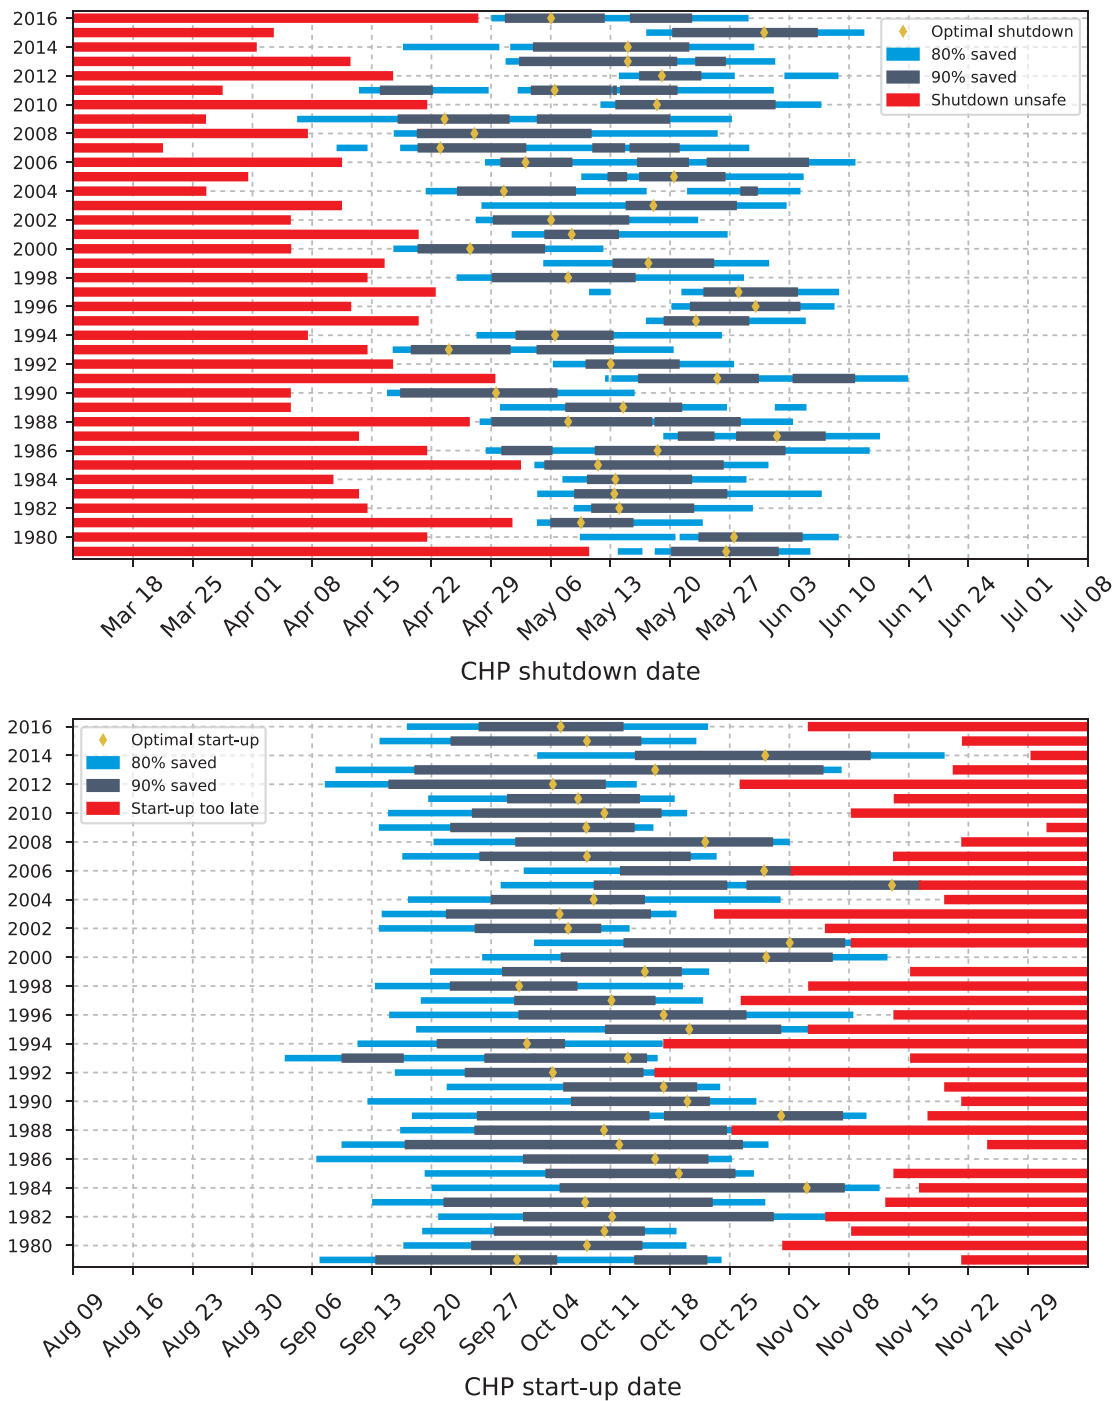 2016
2014
2012
2010
2008
2006
2004
2002
2000
1998
1996
1994
1992
1990
1988
1986
1984
1982
1980
Optimal shutdown
80% saved
90% saved
Shutdown unsafe
Mar 18
Mar 25
Apr 01
Apr 08
Apr 15
Apr 22
Apr 29
May 06
May 13
May 20
May 27
Jun 03
Jun 10
Jun 17
Jun 24
Jul 01
Jul 08
CHP shutdown date
2016
2014
2012
2010
2008
2006
2004
2002
2000
1998
1996
1994
1992
1990
1988
1986
1984
1982
1980
Optimal start-up
80% saved
90% saved
Start-up too late
Aug 09
Aug 16
Aug 23
Aug 30
Sep 06
Sep 13
Sep 20
Sep 27
Oct 04
Oct 11
Oct 18
Oct 25
Nov 01
Nov 08
Nov 15
Nov 22
Nov 29
CHP start-up date